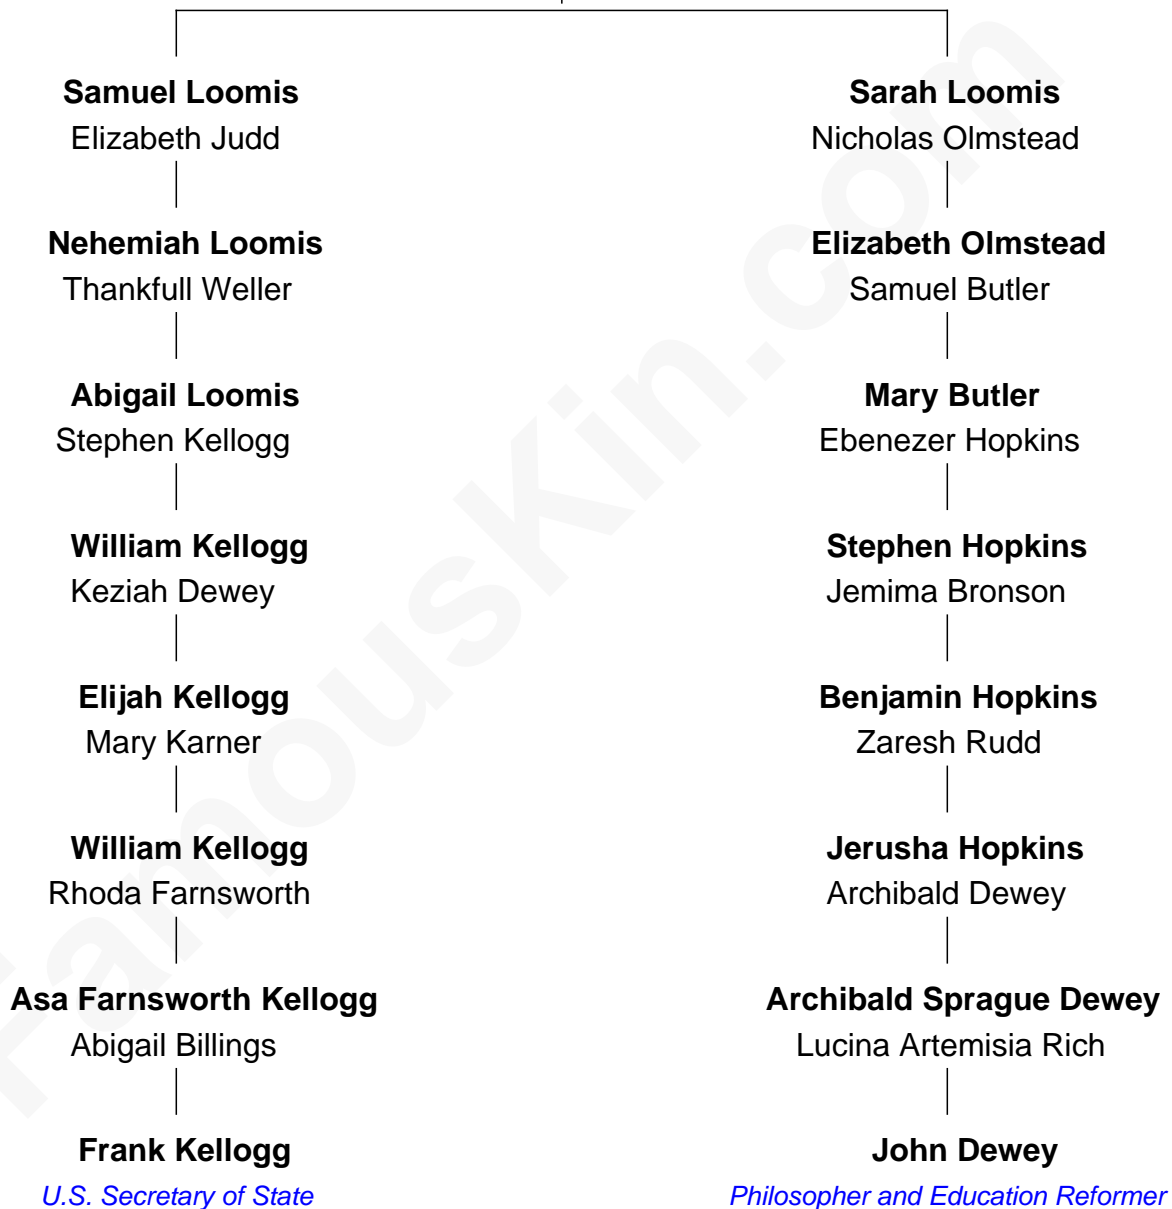 Samuel Loomis
Elizabeth Judd
Nehemiah Loomis
Thankfull Weller
Abigail Loomis
Stephen Kellogg
William Kellogg
Keziah Dewey
Elijah Kellogg
Mary Karner
William Kellogg
Rhoda Farnsworth
Asa Farnsworth Kellogg
Abigail Billings
Frank Kellogg
U.S. Secretary of State
Sarah Loomis
Nicholas Olmstead
Elizabeth Olmstead
Samuel Butler
Mary Butler
Ebenezer Hopkins
Stephen Hopkins
Jemima Bronson
Benjamin Hopkins
Zaresh Rudd
Jerusha Hopkins
Archibald Dewey
Archibald Sprague Dewey
Lucina Artemisia Rich
John Dewey
Philosopher and Education Reformer
FamousKin.com